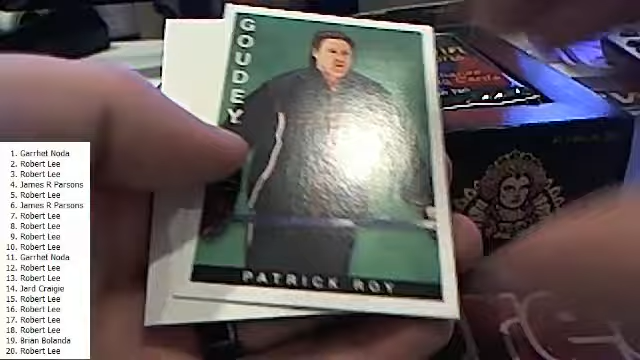 GOUDEY
PATRICK ROY
1. Garrhet Noda
2. Robert Lee
3. Robert Lee
4. James R Parsons
5. Robert Lee
6. James R Parsons
7. Robert Lee
8. Robert Lee
9. Robert Lee
10. Robert Lee
11. Garrhet Noda
12. Robert Lee
13. Robert Lee
14. Jard Craigie
15. Robert Lee
16. Robert Lee
17. Robert Lee
18. Robert Lee
19. Brian Bolanda
20. Robert Lee